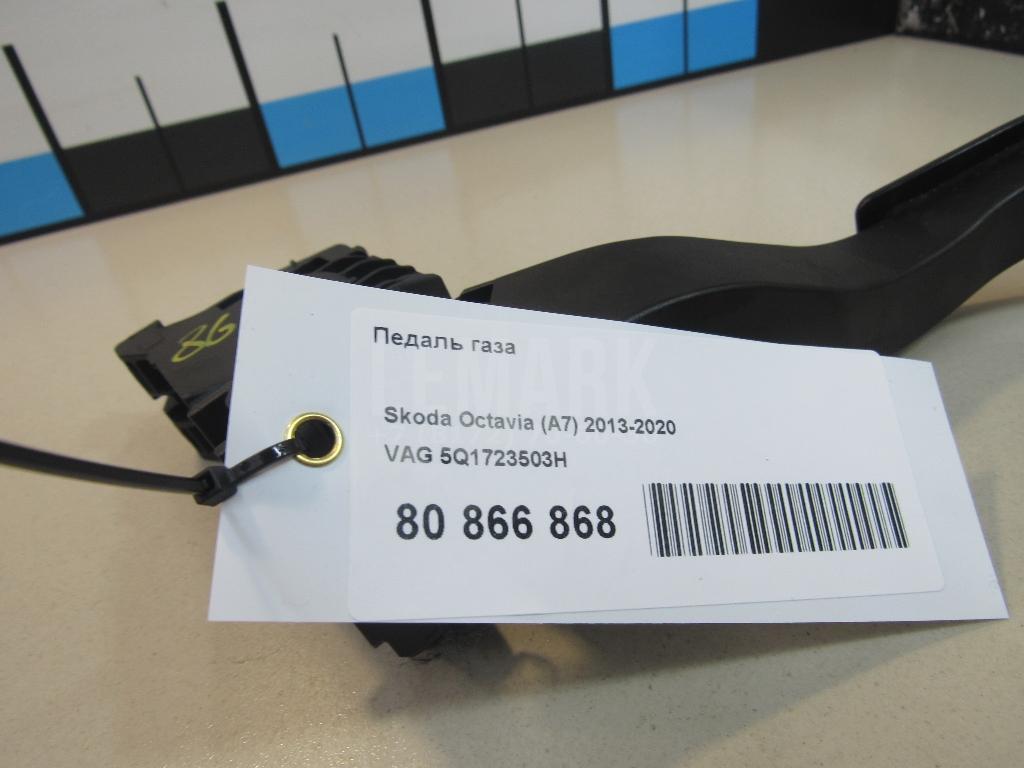 86
Педаль газа
LEMARK
Skoda Octavia (A7) 2013-2020
VAG 5Q1723503H
80 866 868